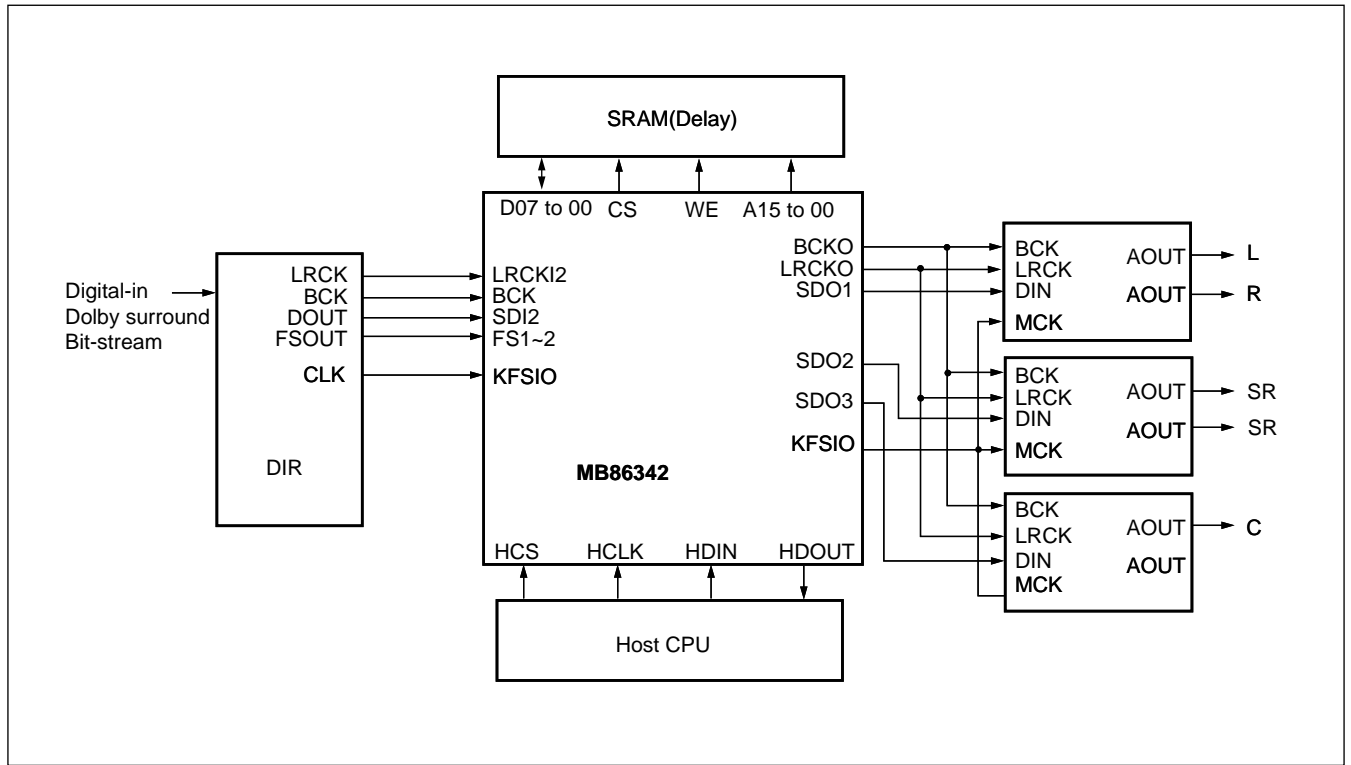 SRAM(Delay)
D07 to 00 CS WE A15 to 00
Digital-in
Dolby surround
Bit-stream
LRCK
BCK
DOUT
FSOUT
CLK
DIR
LRCKI2
BCK
SDI2
FS1~2
KFSIO
MB86342
BCKO
LRCKO
SDO1
SDO2
SDO3
KFSIO
HCS HCLK HDIN HDOUT
Host CPU
BCK
LRCK
DIN
MCK
AOUT
AOUT
L
R
BCK
LRCK
DIN
MCK
AOUT
AOUT
SR
SR
BCK
LRCK
DIN
MCK
AOUT
AOUT
C